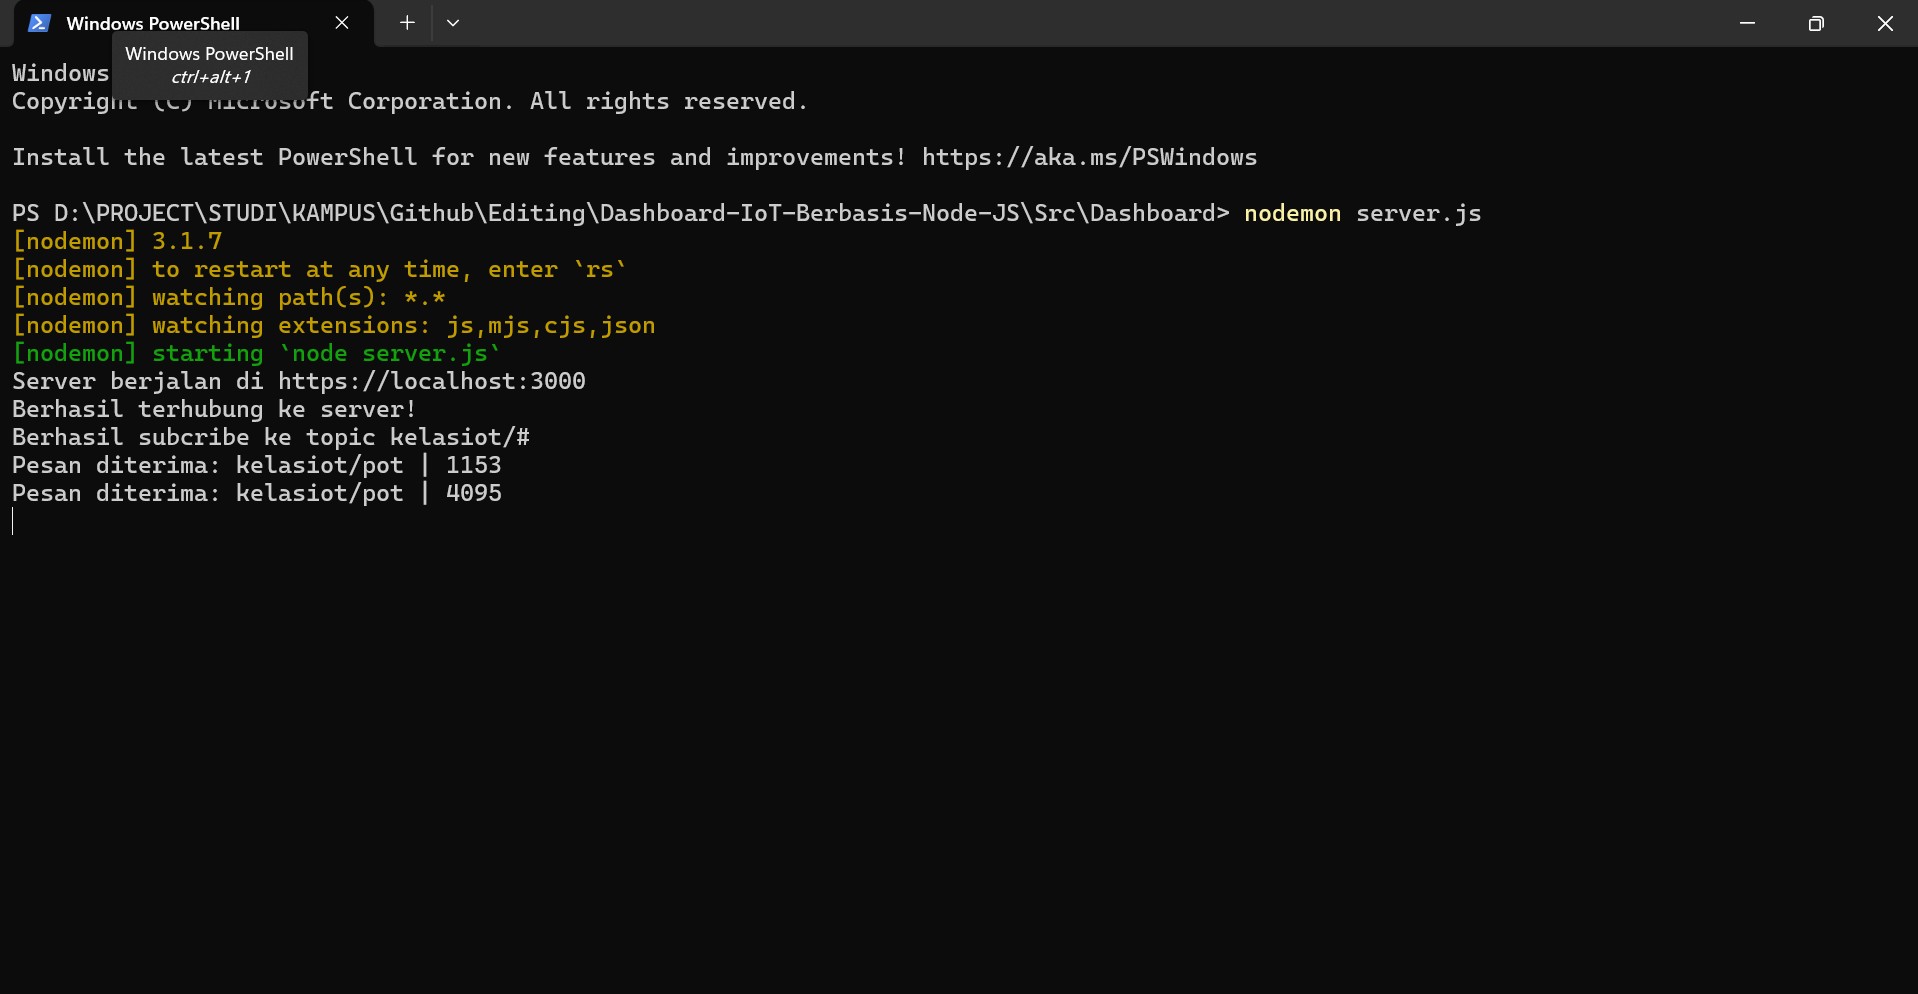 Windows PowerShell
Windows PowerShell
ctrl+alt+1
Windows
Copyright (C) Microsoft Corporation. All rights reserved.
Install the latest PowerShell for new features and improvements! https://aka.ms/PSWindows
PS D:\PROJECT\STUDI\KAMPUS\Github\Editing\Dashboard-IoT-Berbasis-Node-JS\Src\Dashboard> nodemon server.js
[nodemon] 3.1.7
[nodemon] to restart at any time, enter `rs`
[nodemon] watching path(s): *.*
[nodemon] watching extensions: js,mjs,cjs,json
[nodemon] starting `node server.js`
Server berjalan di https://localhost:3000
Berhasil terhubung ke server!
Berhasil subcribe ke topic kelasiot/#
Pesan diterima: kelasiot/pot | 1153
Pesan diterima: kelasiot/pot | 4095